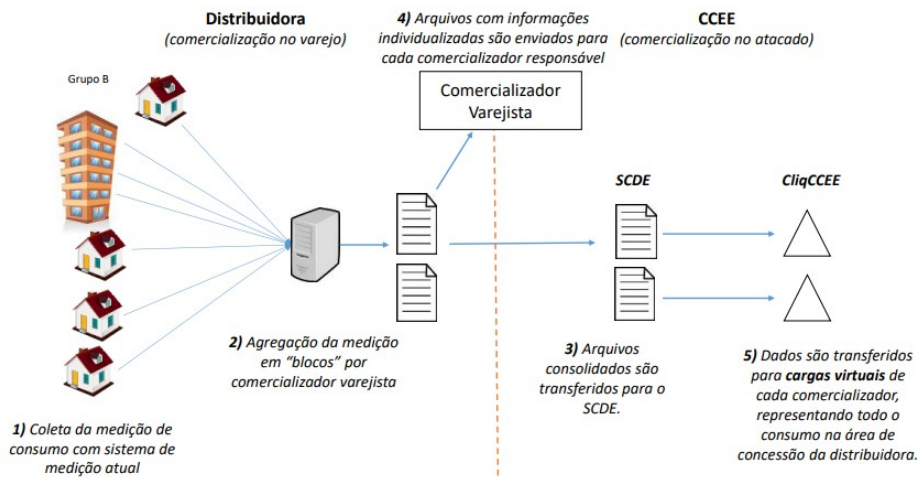 Distribuidora
(comercialização no varejo)
4) Arquivos com informações
individualizadas são enviados para
cada comercializador responsável
CCEE
(comercialização no atacado)
Grupo B
Comercializador
Varejista
SCDE
CliqCCEE
2) Agregação da medição
em “blocos” por
comercializador varejista
3) Arquivos
consolidados são
transferidos para o
SCDE.
5) Dados são transferidos
para cargas virtuais de
cada comercializador,
representando todo o
consumo na área de
concessão da distribuidora.
1) Coleta da medição de
consumo com sistema de
medição atual